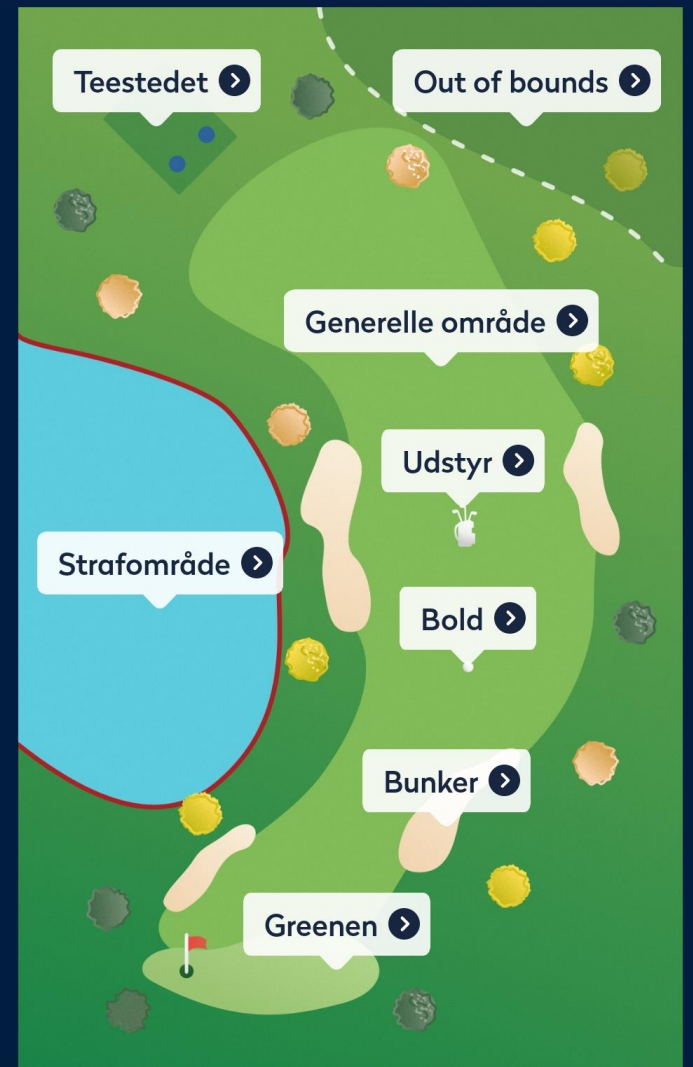 Teestedet
Out of bounds
Generelle område
Udstyr
Strafområde
Bold
Bunker
Greenen